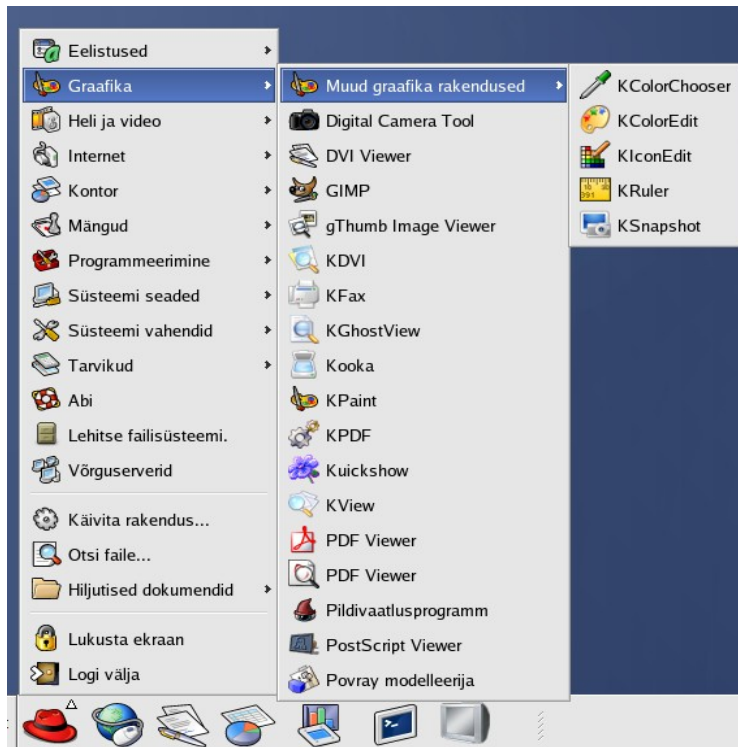 Eelistused
Graafika
Heli ja video
Internet
Kontor
Mängud
Programmeerimine
Süsteemi seaded
Süsteemi vahendid
Tarvikud
Abi
Lehitse failisüsteemi.
Võrguserverid
Käivita rakendus...
Otsi faile...
Hiljutised dokumendid
Lukusta ekraan
Logi välja
Muud graafika rakendused
Digital Camera Tool
DVI Viewer
GIMP
gThumb Image Viewer
KDVI
KFax
KGhostView
Kooka
KPaint
KPDF
Kuickshow
KView
PDF Viewer
PDF Viewer
Pildivaatlusprogramm
PostScript Viewer
Povray modelleerija
KColorChooser
KColorEdit
KIconEdit
KRuler
KSnapshot